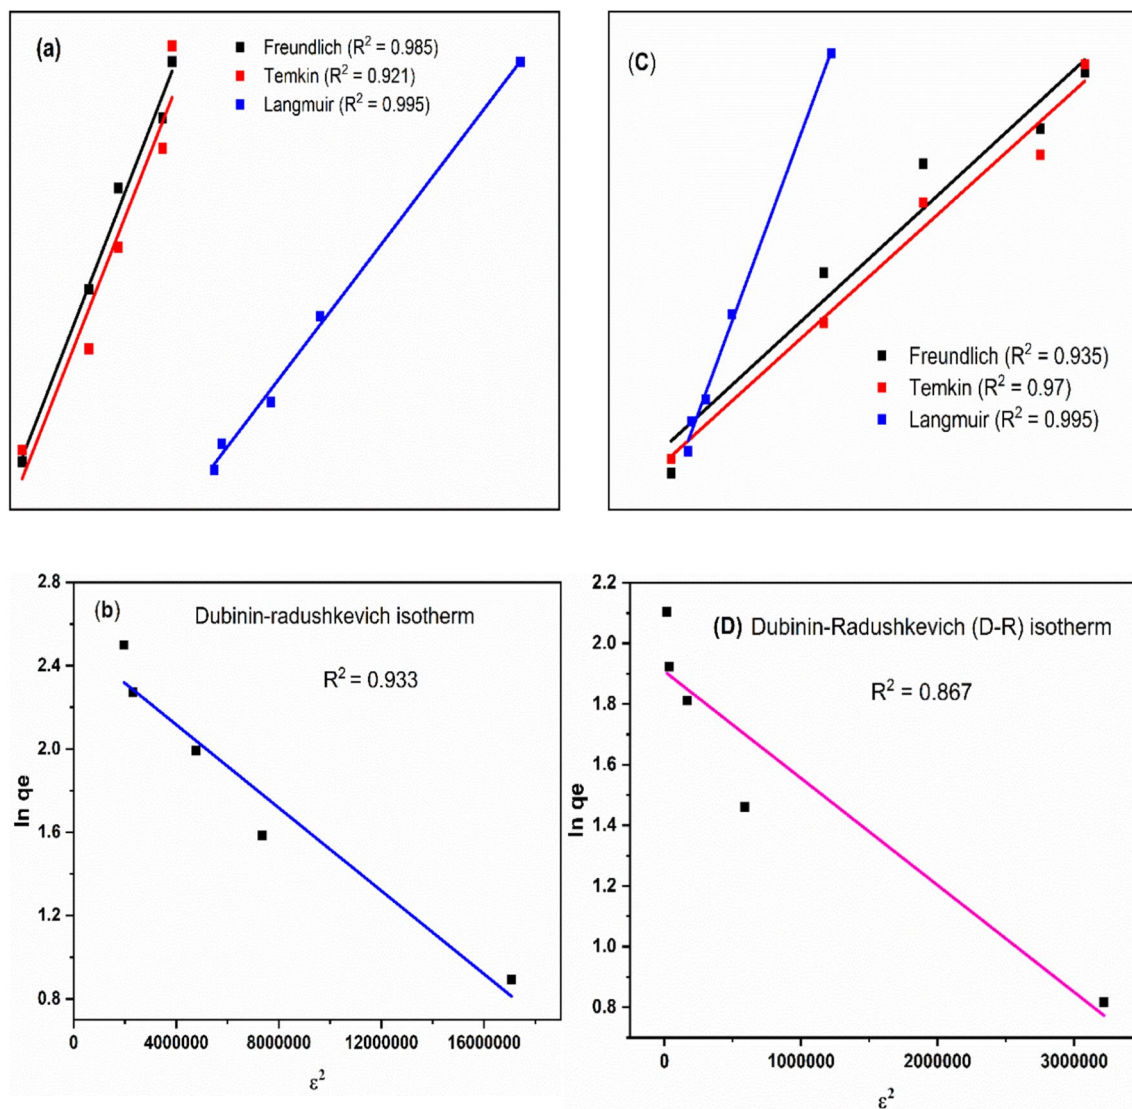 (a)
Freundlich (R² = 0.985)
Temkin (R² = 0.921)
Langmuir (R² = 0.995)
(C)
Freundlich (R² = 0.935)
Temkin (R² = 0.97)
Langmuir (R² = 0.995)
(b)
Dubinin-radushkevich isotherm
R² = 0.933
ln qe
2.8
2.4
2.0
1.6
1.2
0.8
0 4000000 8000000 12000000 16000000
ε²
(D) Dubinin-Radushkevich (D-R) isotherm
R² = 0.867
ln qe
2.2
2.0
1.8
1.6
1.4
1.2
1.0
0.8
0 1000000 2000000 3000000
ε²